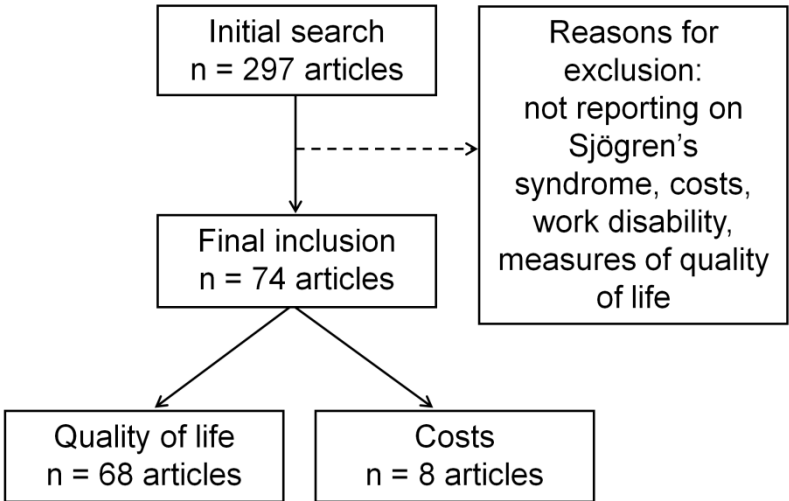 Initial search
n = 297 articles
Reasons for
exclusion:
not reporting on
Sjögren’s
syndrome, costs,
work disability,
measures of quality
of life
Final inclusion
n = 74 articles
Quality of life
n = 68 articles
Costs
n = 8 articles